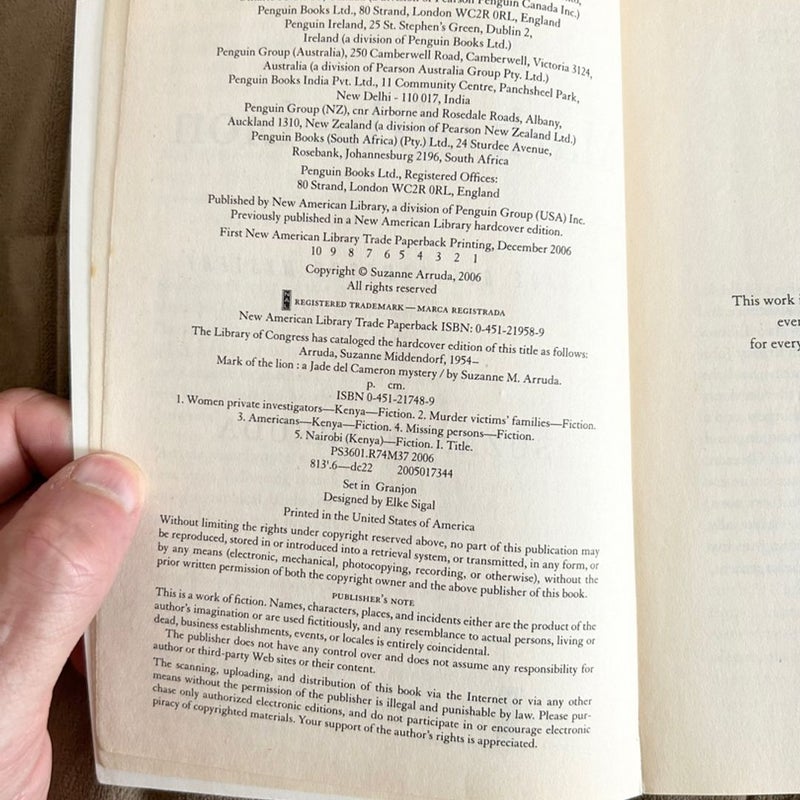 (a division of Pearson Penguin Canada Inc.)
Penguin Books Ltd., 80 Strand, London WC2R 0RL, England
Penguin Ireland, 25 St. Stephen's Green, Dublin 2,
Ireland (a division of Penguin Books Ltd.)
Penguin Group (Australia), 250 Camberwell Road, Camberwell, Victoria 3124,
Australia (a division of Pearson Australia Group Pty. Ltd.)
Penguin Books India Pvt. Ltd., 11 Community Centre, Panchsheel Park,
New Delhi - 110 017, India
Penguin Group (NZ), cnr Airborne and Rosedale Roads, Albany,
Auckland 1310, New Zealand (a division of Pearson New Zealand Ltd.)
Penguin Books (South Africa) (Pty.) Ltd., 24 Sturdee Avenue,
Rosebank, Johannesburg 2196, South Africa
Penguin Books Ltd., Registered Offices:
80 Strand, London WC2R 0RL, England
Published by New American Library, a division of Penguin Group (USA) Inc.
Previously published in a New American Library hardcover edition.
First New American Library Trade Paperback Printing, December 2006
10 9 8 7 6 5 4 3 2 1
Copyright © Suzanne Arruda, 2006
All rights reserved
REGISTERED TRADEMARK—MARCA REGISTRADA
New American Library Trade Paperback ISBN: 0-451-21958-9
The Library of Congress has cataloged the hardcover edition of this title as follows:
Arruda, Suzanne Middendorf, 1954–
Mark of the lion : a Jade del Cameron mystery / by Suzanne M. Arruda.
p. cm.
ISBN 0-451-21748-9
1. Women private investigators—Kenya—Fiction. 2. Murder victims' families—Fiction.
3. Americans—Kenya—Fiction. 4. Missing persons—Fiction.
5. Nairobi (Kenya)—Fiction. I. Title.
PS3601.R74M37 2006
813'.6—dc22 2005017344
Set in Granjon
Designed by Elke Sigal
Printed in the United States of America
Without limiting the rights under copyright reserved above, no part of this publication may
be reproduced, stored in or introduced into a retrieval system, or transmitted, in any form, or
by any means (electronic, mechanical, photocopying, recording, or otherwise), without the
prior written permission of both the copyright owner and the above publisher of this book.
PUBLISHER'S NOTE
This is a work of fiction. Names, characters, places, and incidents either are the product of the
author's imagination or are used fictitiously, and any resemblance to actual persons, living or
dead, business establishments, events, or locales is entirely coincidental.
The publisher does not have any control over and does not assume any responsibility for
author or third-party Web sites or their content.
The scanning, uploading, and distribution of this book via the Internet or via any other
means without the permission of the publisher is illegal and punishable by law. Please pur-
chase only authorized electronic editions, and do not participate in or encourage electronic
piracy of copyrighted materials. Your support of the author's rights is appreciated.
This work
ever
for every